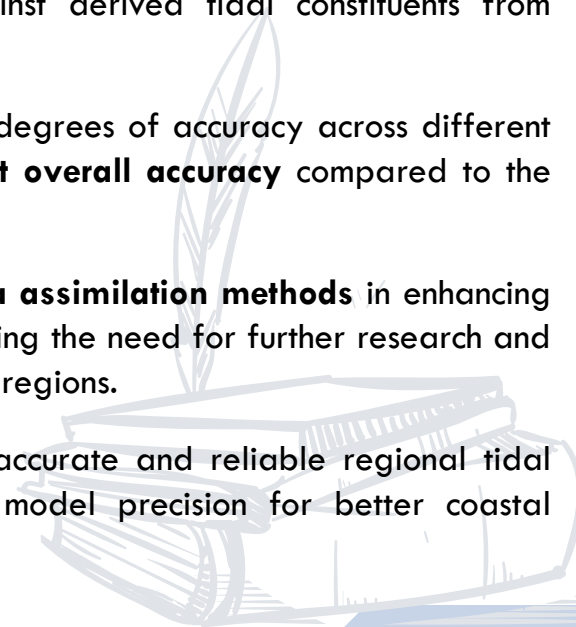 derived tidal constituents from
degrees of accuracy across different
overall accuracy compared to the
assimilation methods in enhancing
ing the need for further research and
regions.
accurate and reliable regional tidal
model precision for better coastal